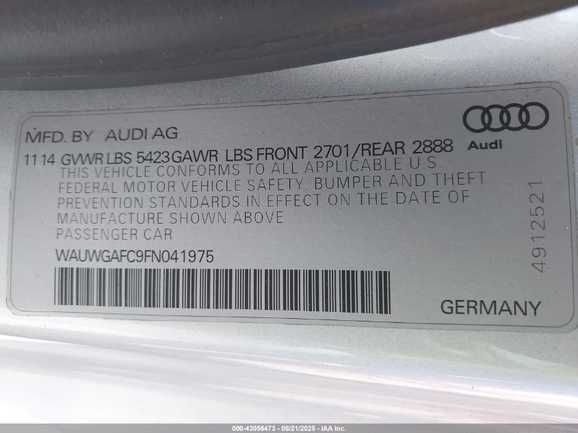 MFD. BY AUDI AG
Audi
11 14 GVWR LBS 5423 GAWR LBS FRONT 2701/REAR 2888
THIS VEHICLE CONFORMS TO ALL APPLICABLE U.S.
FEDERAL MOTOR VEHICLE SAFETY. BUMPER AND THEFT
PREVENTION STANDARDS IN EFFECT ON THE DATE OF
MANUFACTURE SHOWN ABOVE
PASSENGER CAR
WAUWGAFC9FN041975
4912521
GERMANY
000-43056473 - 08/21/2025 - IAA Inc.